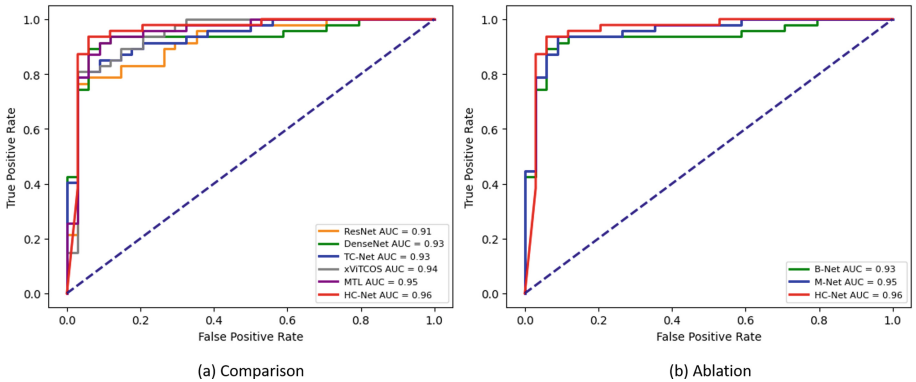 1.0
0.8
0.6
0.4
0.2
0.0
True Positive Rate
0.0 0.2 0.4 0.6 0.8 1.0
False Positive Rate
ResNet AUC = 0.91
DenseNet AUC = 0.93
TC-Net AUC = 0.93
xViTCOS AUC = 0.94
MTL AUC = 0.95
HC-Net AUC = 0.96
(a) Comparison
1.0
0.8
0.6
0.4
0.2
0.0
True Positive Rate
0.0 0.2 0.4 0.6 0.8 1.0
False Positive Rate
B-Net AUC = 0.93
M-Net AUC = 0.95
HC-Net AUC = 0.96
(b) Ablation